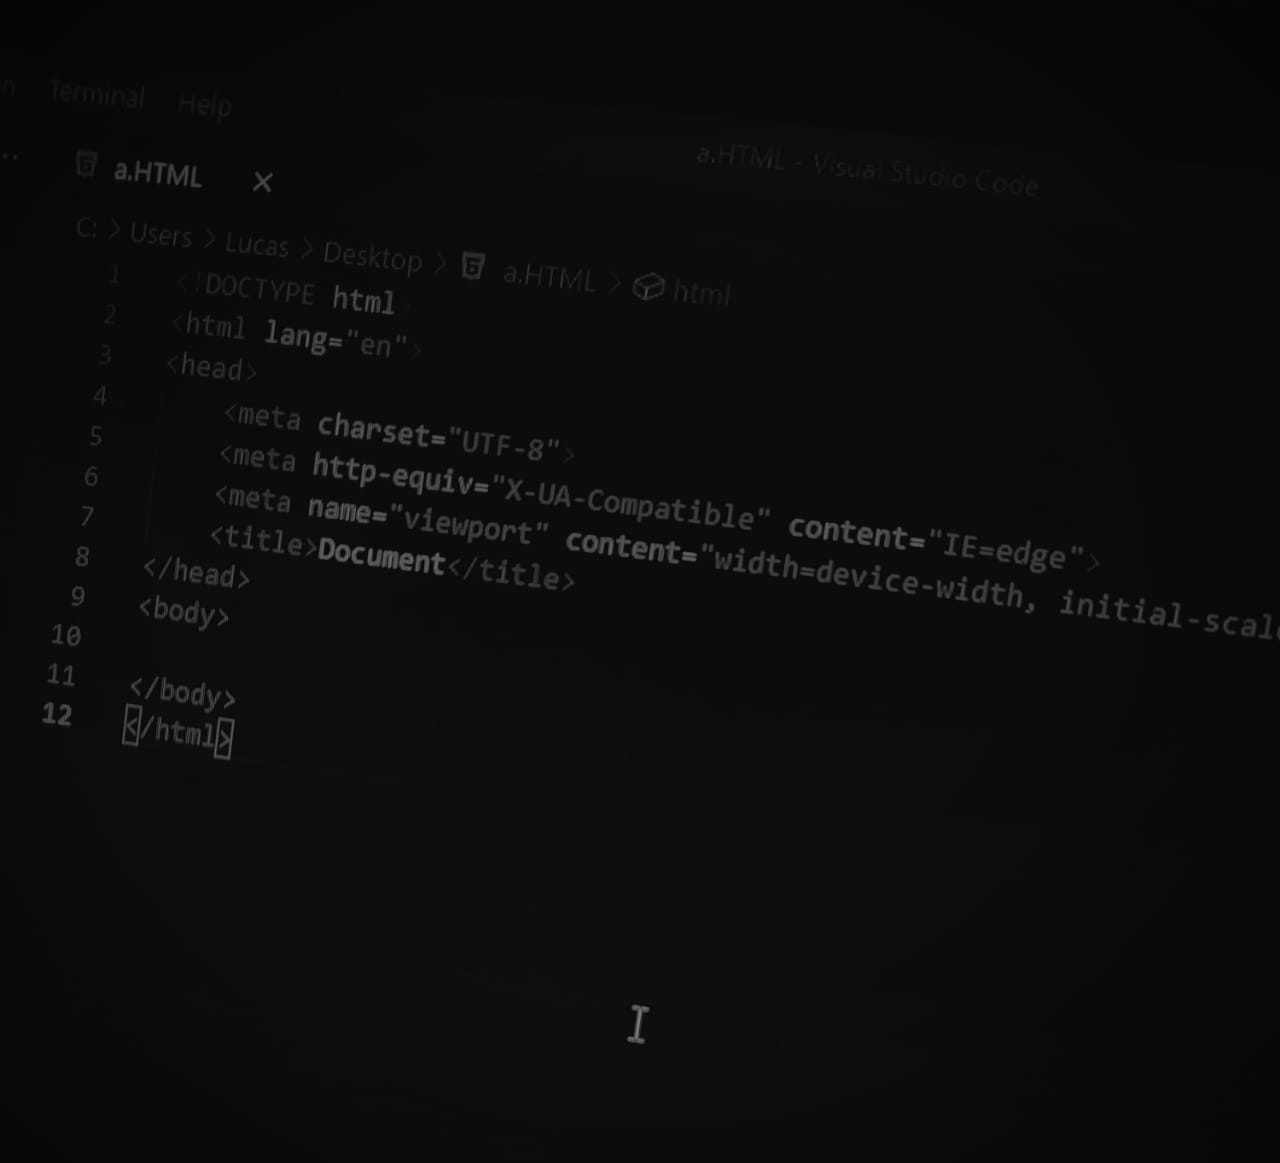 Terminal Help
a.HTML - Visual Studio Code
a.HTML ×
C: > Users > Lucas > Desktop > a.HTML > html
1 <!DOCTYPE html>
2 <html lang="en">
3 <head>
4 <meta charset="UTF-8">
5 <meta http-equiv="X-UA-Compatible" content="IE=edge">
6 <meta name="viewport" content="width=device-width, initial-scale
7 <title>Document</title>
8 </head>
9 <body>
10
11 </body>
12 </html>